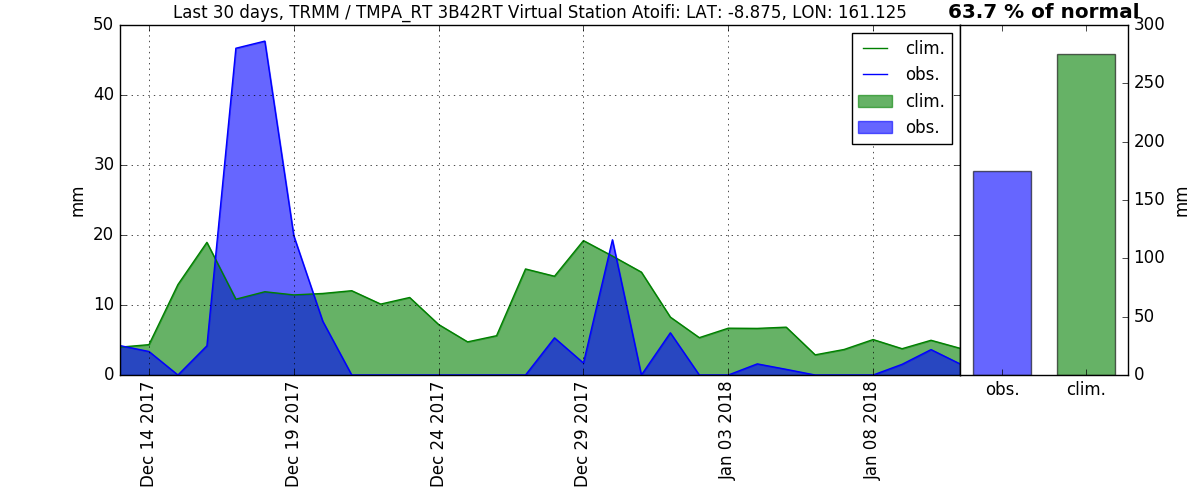 Last 30 days, TRMM / TMPA_RT 3B42RT Virtual Station Atoifi: LAT: -8.875, LON: 161.125
63.7 % of normal
50
40
30
20
10
0
mm
clim.
obs.
clim.
obs.
300
250
200
150
100
50
0
mm
Dec 14 2017
Dec 19 2017
Dec 24 2017
Dec 29 2017
Jan 03 2018
Jan 08 2018
obs.
clim.